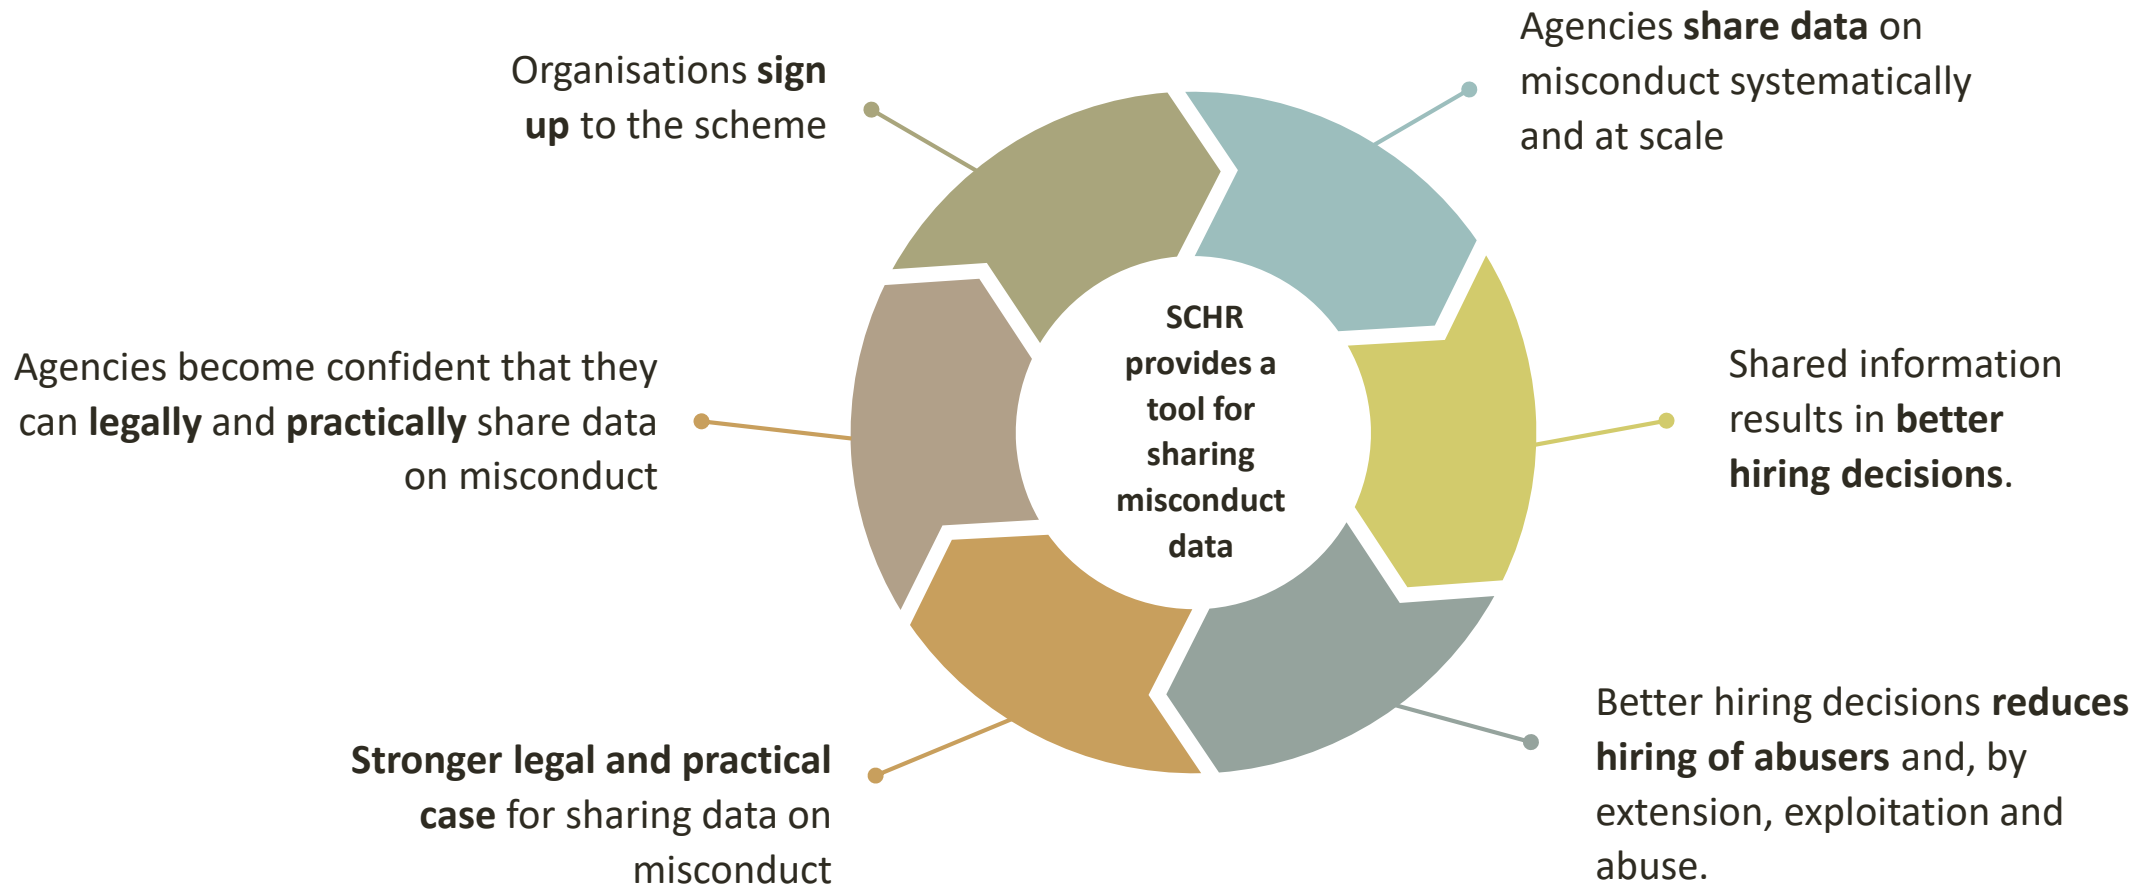 Organisations sign
up to the scheme
Agencies share data on
misconduct systematically
and at scale
Shared information
results in better
hiring decisions.
Better hiring decisions reduces
hiring of abusers and, by
extension, exploitation and
abuse.
Stronger legal and practical
case for sharing data on
misconduct
Agencies become confident that they
can legally and practically share data
on misconduct
SCHR
provides a
tool for
sharing
misconduct
data